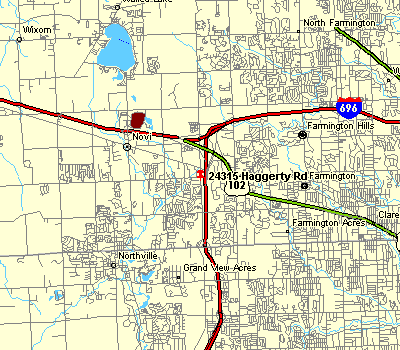 Walled Lake
Wixom
North Farmington
696
Farmington Hills
Novi
24315 Haggerty Rd
102
Farmington
Farmington Acres
Northville
Grand View Acres